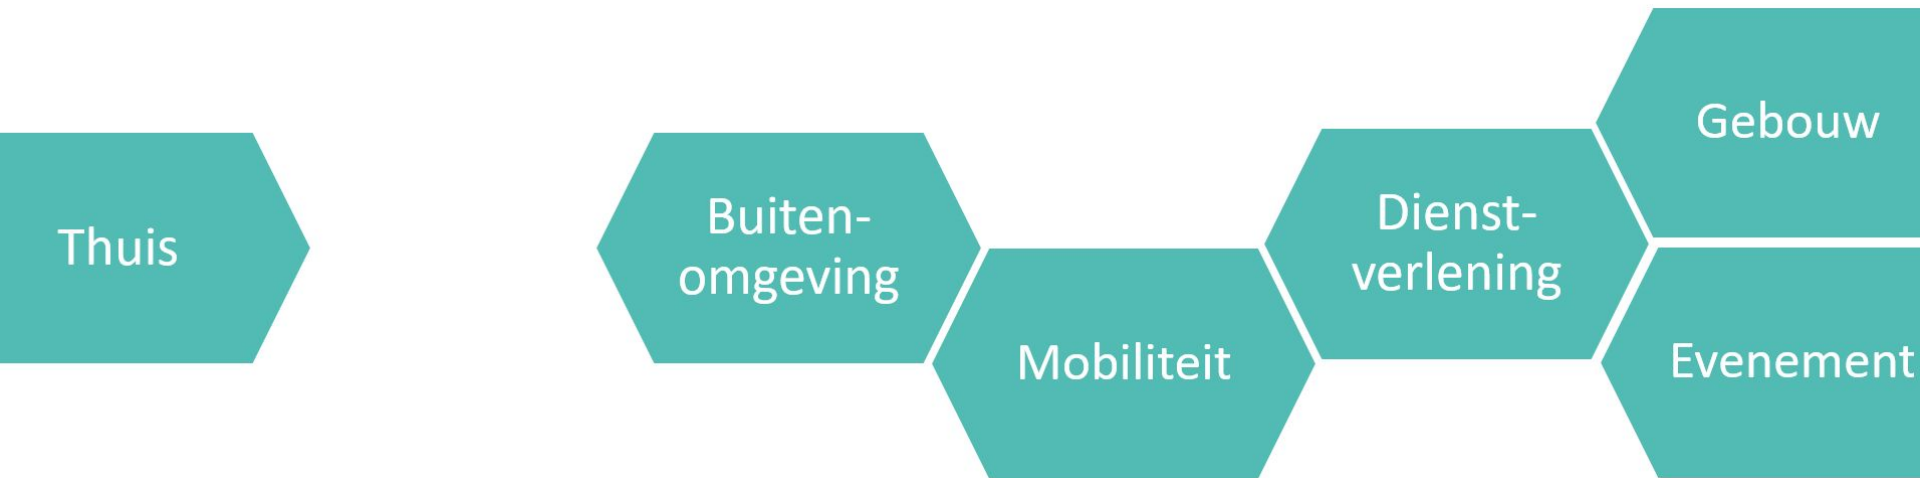 Thuis
Buiten-
omgeving
Mobiliteit
Dienst-
verlening
Gebouw
Evenement